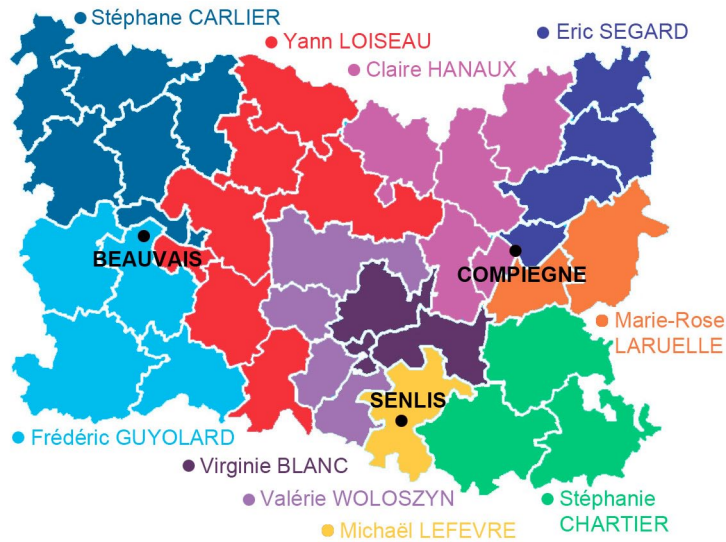 Stéphane CARLIER
Yann LOISEAU
Eric SEGARD
Claire HANAUX
BEAUVAIS
COMPIEGNE
Marie-Rose
LARUELLE
SENLIS
Frédéric GUYOLARD
Virginie BLANC
Valérie WOLOSZYN
Stéphanie
CHARTIER
Michaël LEFEVRE